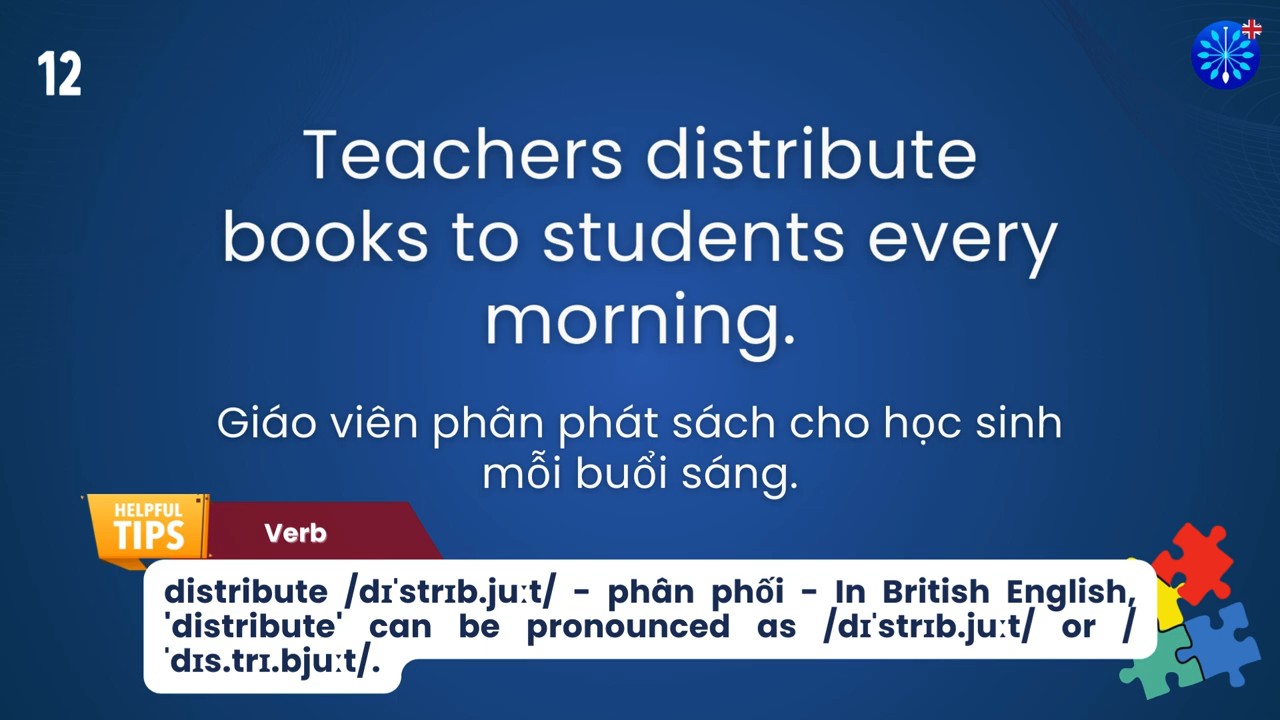 12
Teachers distribute
books to students every
morning.
Giáo viên phân phát sách cho học sinh
mỗi buổi sáng.
HELPFUL
TIPS
Verb
distribute /dɪˈstrɪb.juːt/ - phân phối - In British English,
'distribute' can be pronounced as /dɪˈstrɪb.juːt/ or /
ˈdɪs.trɪ.bjuːt/.